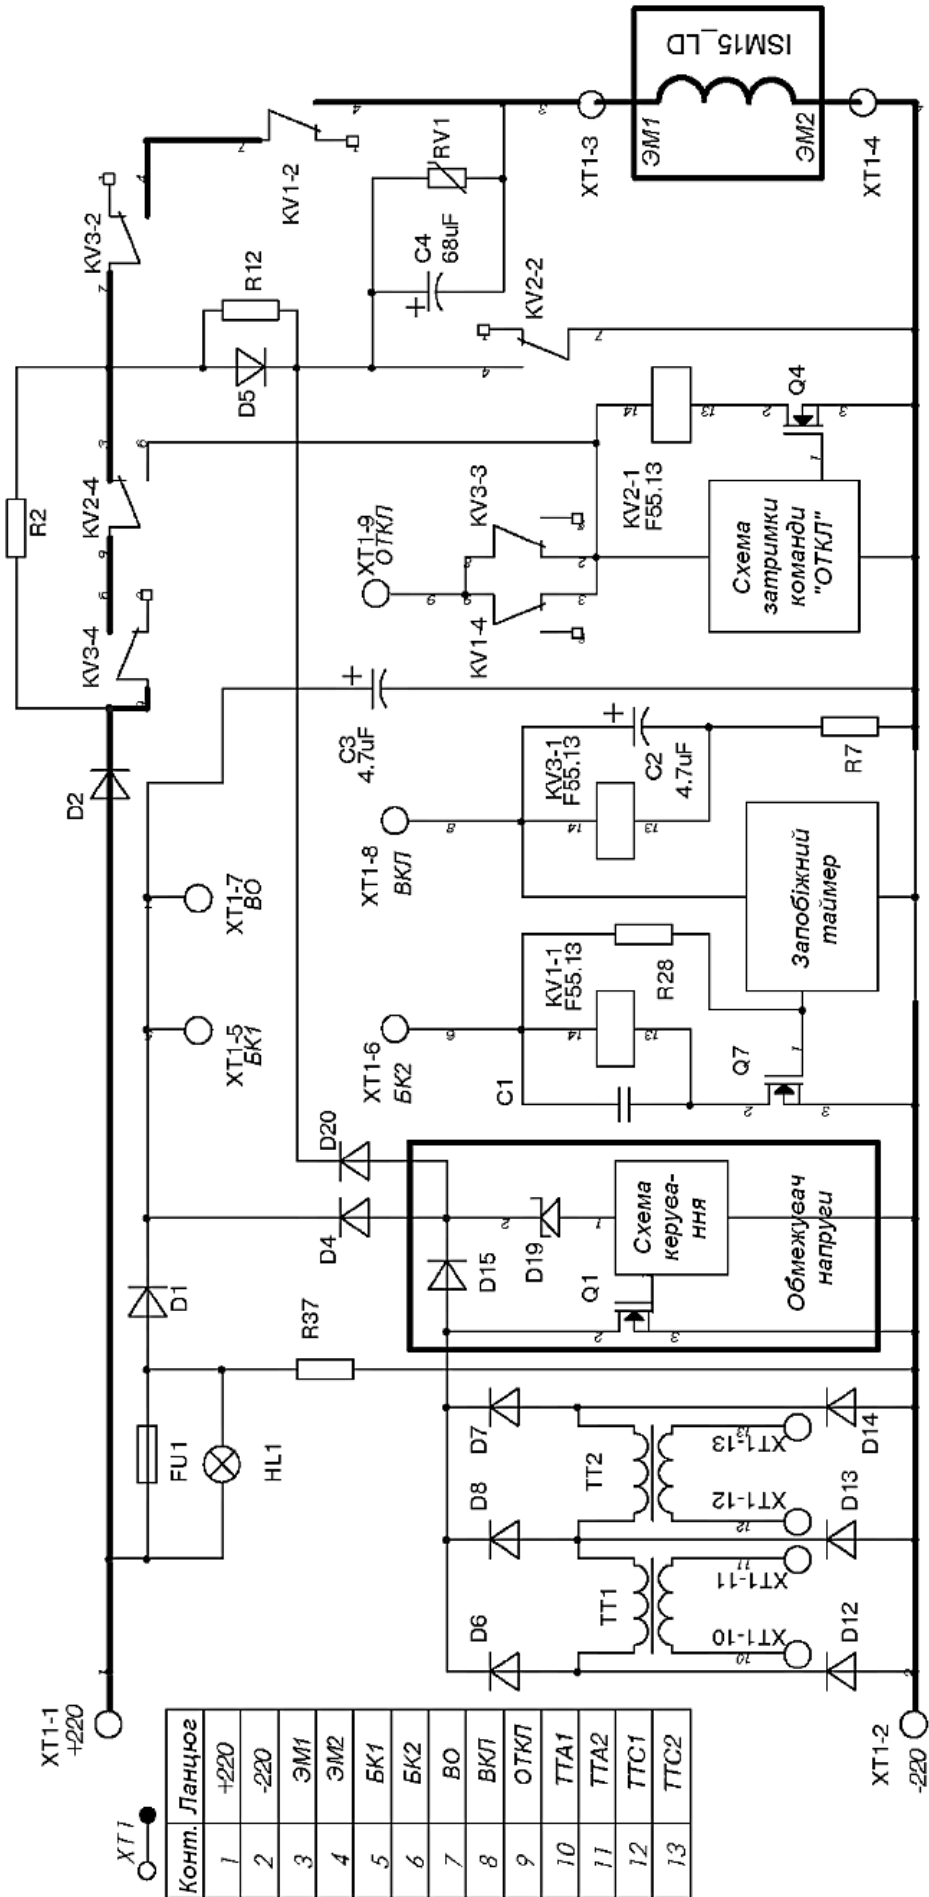 XT1
Конт. Ланцюг
1 +220
2 -220
3 ЭМ1
4 ЭМ2
5 БК1
6 БК2
7 ВО
8 ВКЛ
9 ОТКЛ
10 ТТА1
11 ТТА2
12 ТТС1
13 ТТС2
XT1-1
+220
XT1-2
-220
FU1
HL1
D1
R37
D2
R2
KV3-4
KV2-4
KV3-2
KV1-2
D5
R12
D4
D20
XT1-5
БК1
XT1-7
ВО
XT1-6
БК2
XT1-8
ВКЛ
XT1-9
ОТКЛ
C3
4.7uF
KV1-4
KV3-3
C4
68uF
RV1
KV2-2
XT1-3
ЭМ1
ISM15_LD
ЭМ2
XT1-4
D6
D8
D7
TT1
TT2
XT1-10
XT1-11
XT1-12
XT1-13
D12
D13
D14
D15
D19
Q1
Схема
керува-
ння
Обмежувач
напруги
C1
KV1-1
F55.13
R28
Q7
Запобіжний
таймер
KV3-1
F55.13
C2
4.7uF
R7
KV2-1
F55.13
Q4
Схема
затримки
команди
"ОТКЛ"